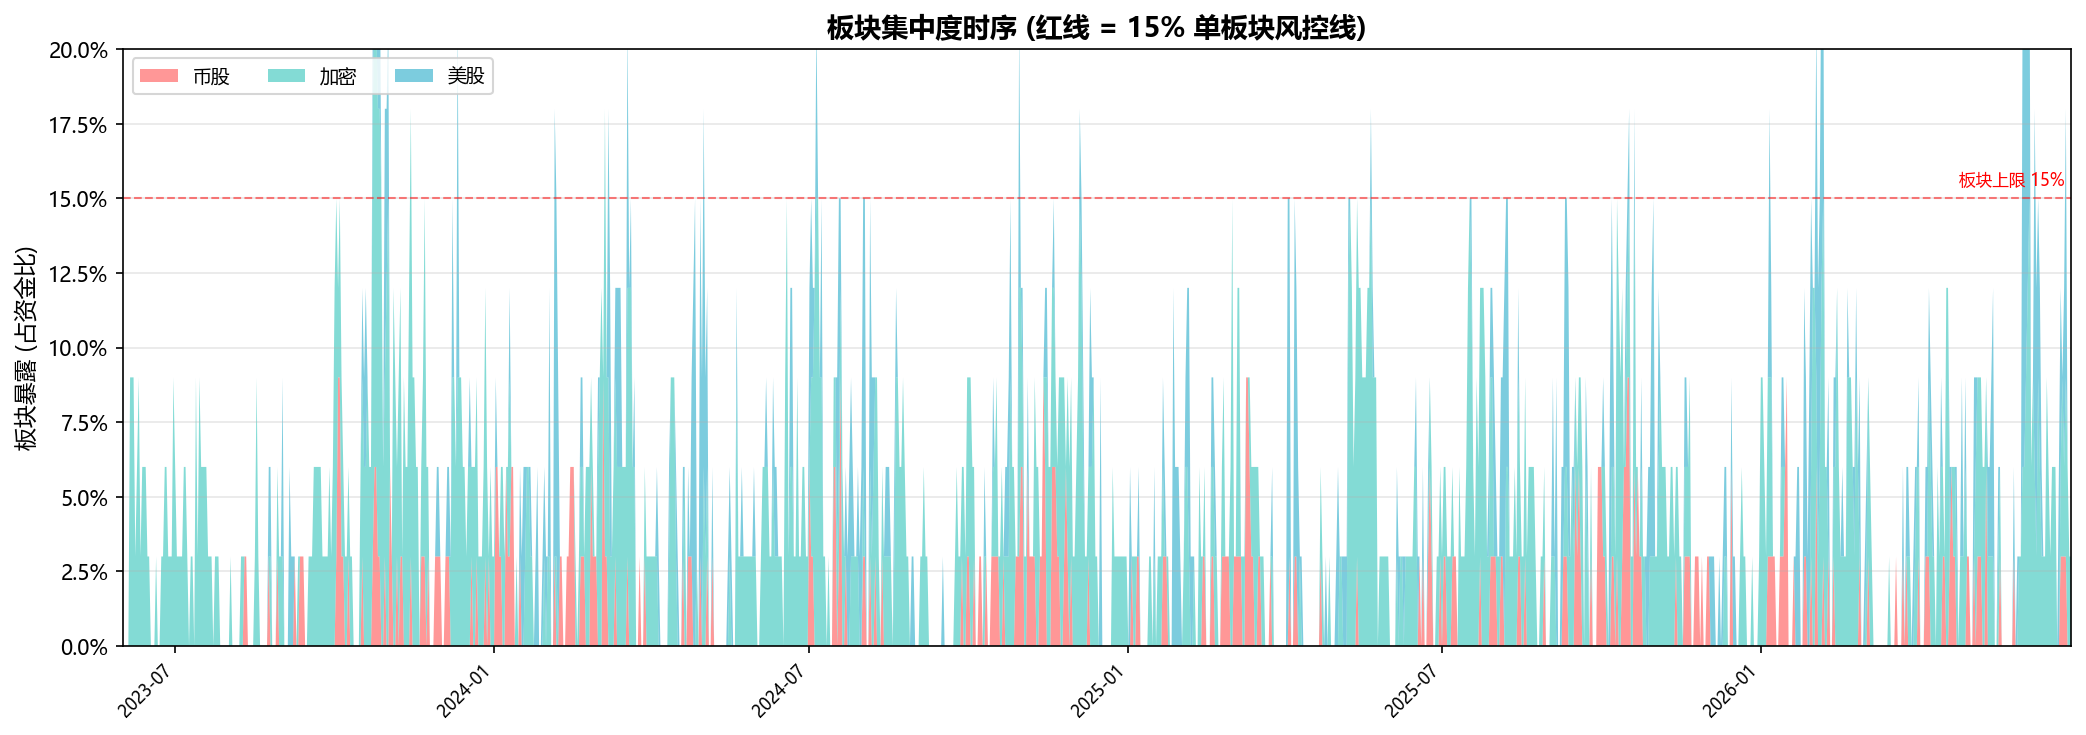 板块集中度时序 (红线 = 15% 单板块风控线)
币股
加密
美股
板块上限 15%
板块暴露 (占资金比)
20.0%
17.5%
15.0%
12.5%
10.0%
7.5%
5.0%
2.5%
0.0%
2023-07
2024-01
2024-07
2025-01
2025-07
2026-01